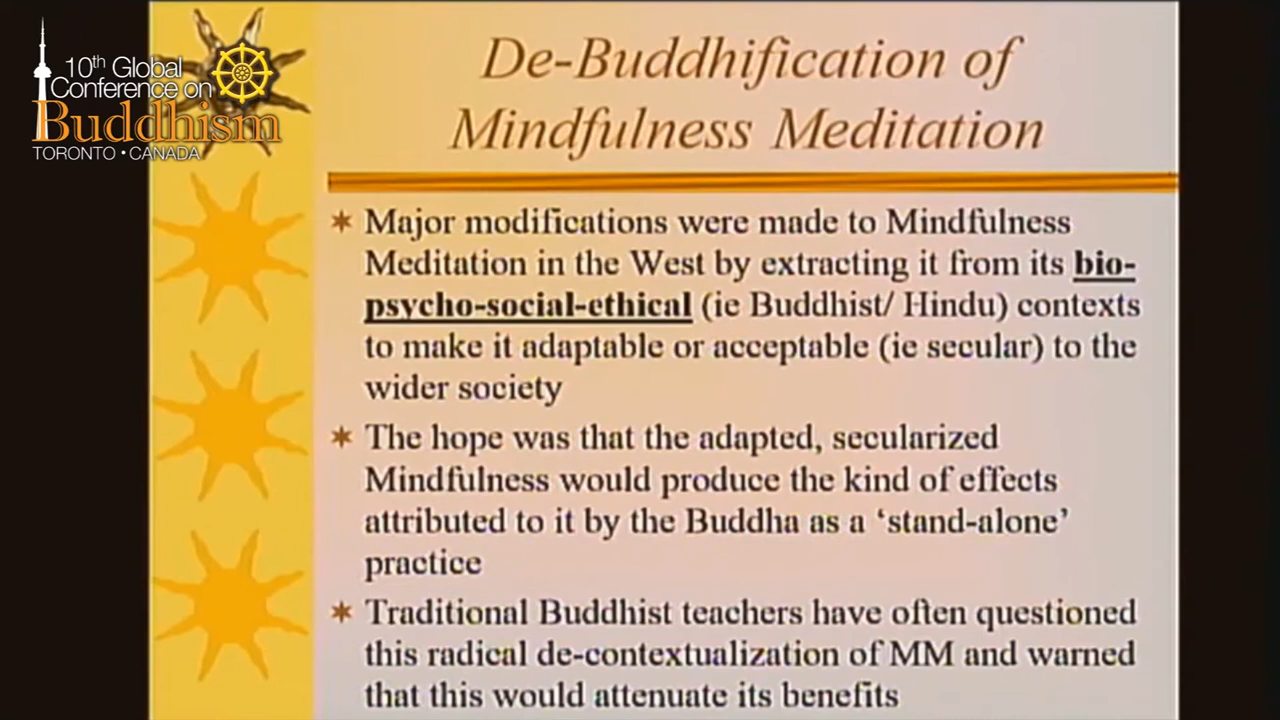 10th Global
Conference on
Buddhism
TORONTO • CANADA
De-Buddhification of
Mindfulness Meditation
Major modifications were made to Mindfulness
Meditation in the West by extracting it from its bio-
psycho-social-ethical (ie Buddhist/ Hindu) contexts
to make it adaptable or acceptable (ie secular) to the
wider society
The hope was that the adapted, secularized
Mindfulness would produce the kind of effects
attributed to it by the Buddha as a ‘stand-alone’
practice
Traditional Buddhist teachers have often questioned
this radical de-contextualization of MM and warned
that this would attenuate its benefits